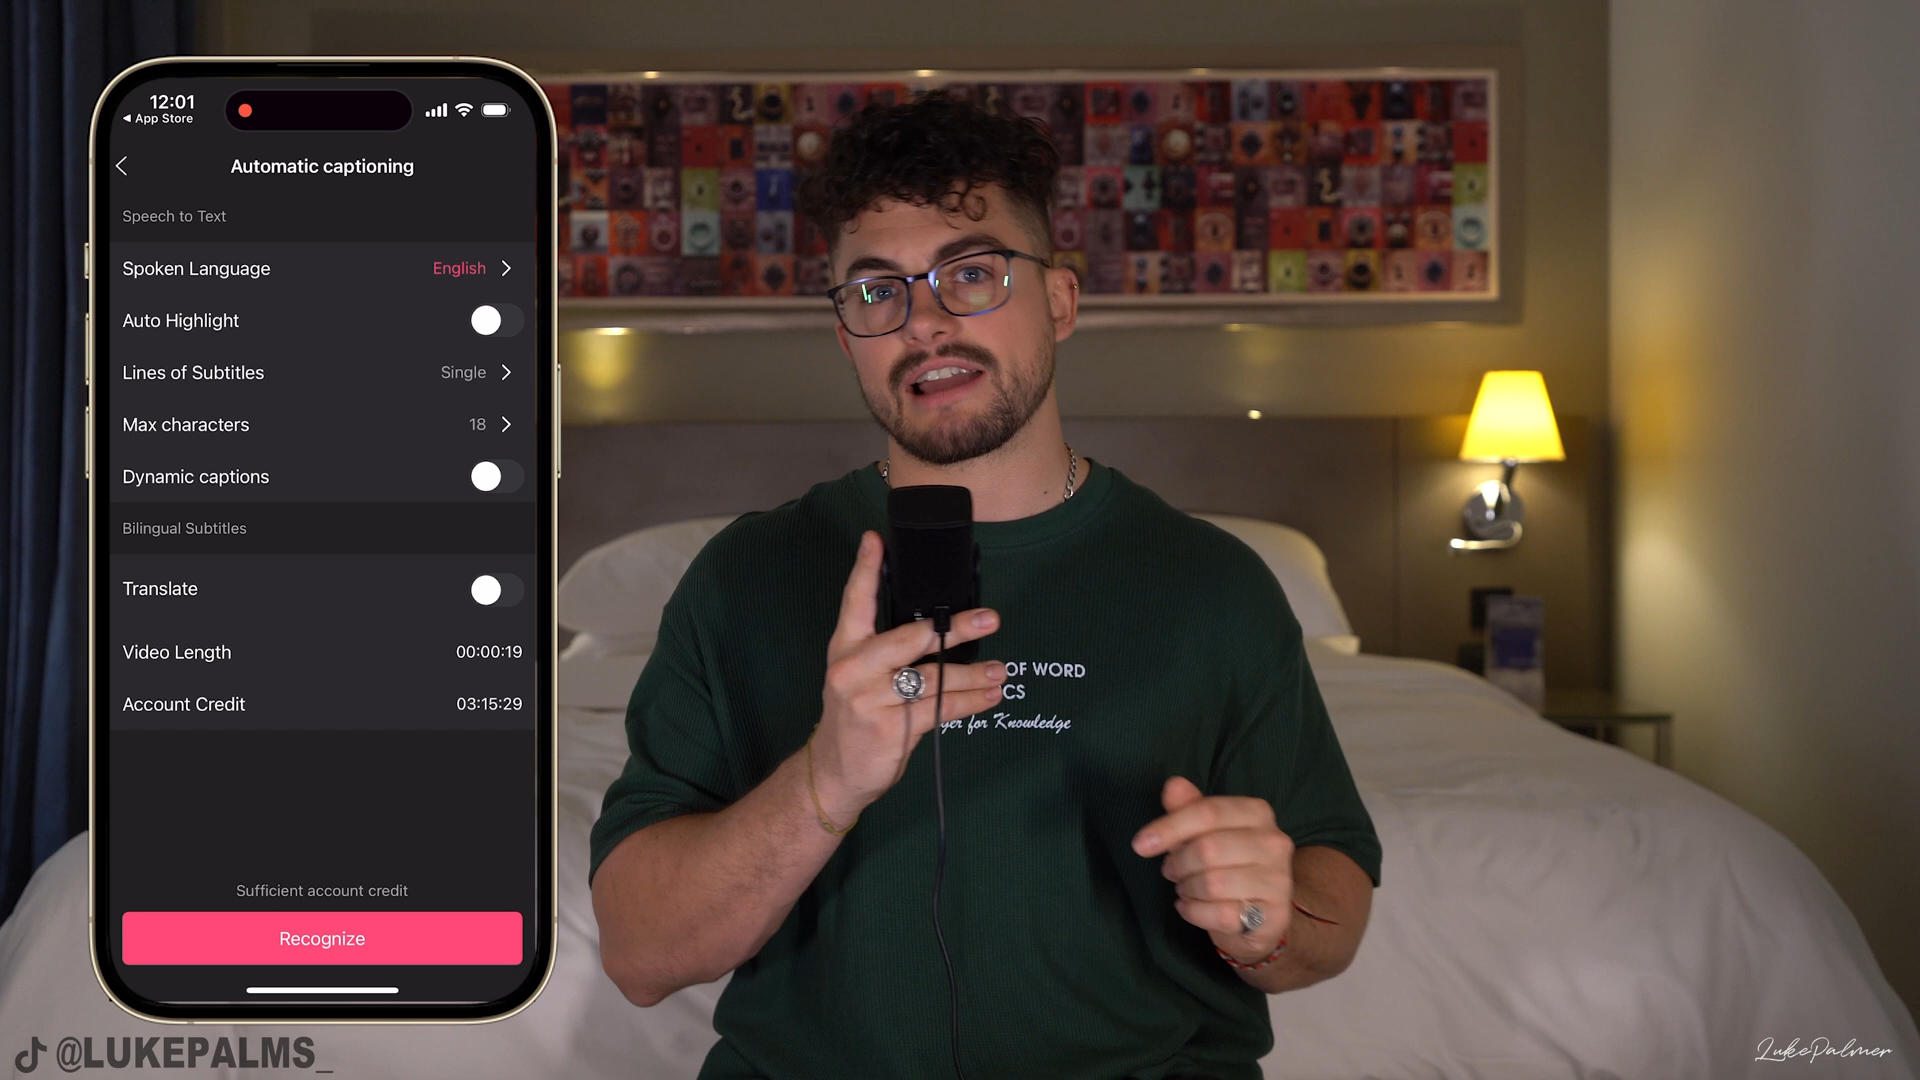 12:01
App Store
Automatic captioning
Speech to Text
Spoken Language English
Auto Highlight
Lines of Subtitles Single
Max characters 18
Dynamic captions
Bilingual Subtitles
Translate
Video Length 00:00:19
Account Credit 03:15:29
Sufficient account credit
Recognize
OF WORD
CS
for Knowledge
@LUKEPALMS_
LukePalmer